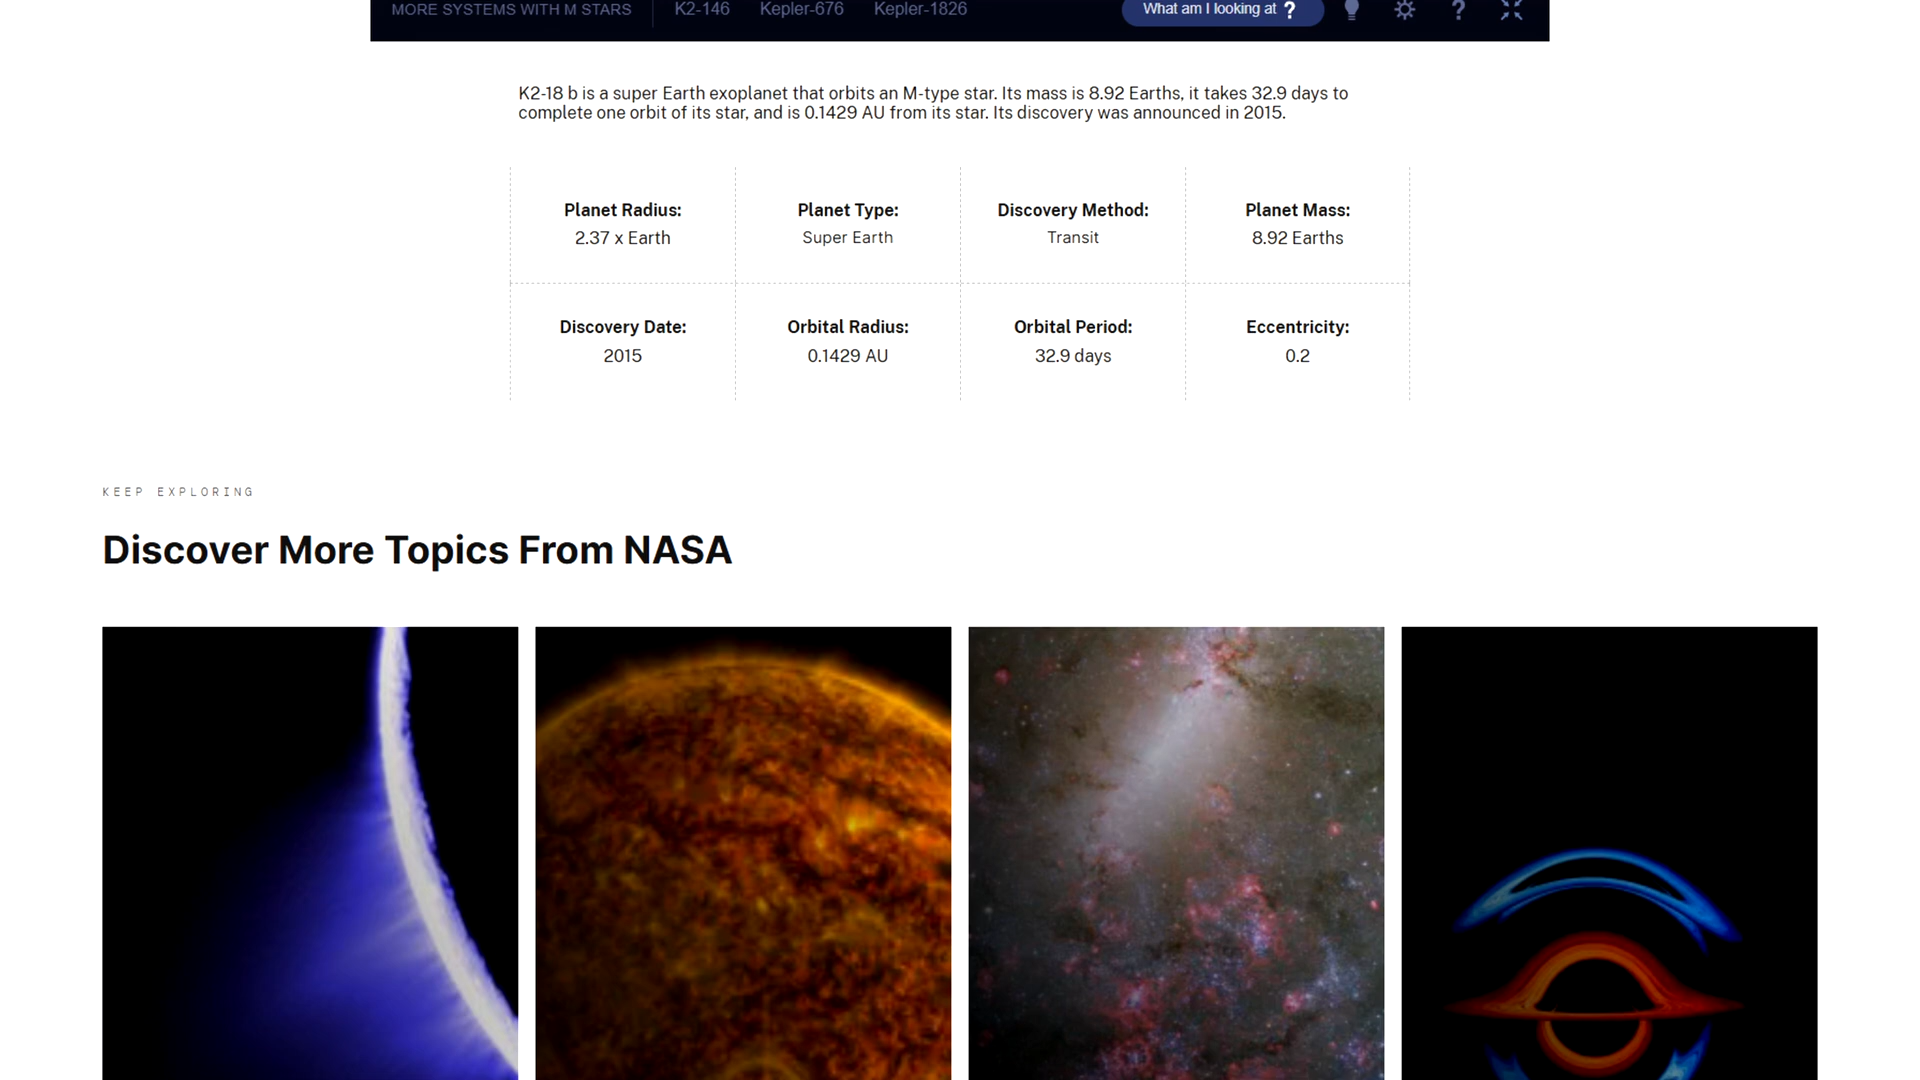 MORE SYSTEMS WITH M STARS K2-146 Kepler-676 Kepler-1826 What am I looking at ? ?
K2-18 b is a super Earth exoplanet that orbits an M-type star. Its mass is 8.92 Earths, it takes 32.9 days to
complete one orbit of its star, and is 0.1429 AU from its star. Its discovery was announced in 2015.
Planet Radius:
2.37 x Earth
Planet Type:
Super Earth
Discovery Method:
Transit
Planet Mass:
8.92 Earths
Discovery Date:
2015
Orbital Radius:
0.1429 AU
Orbital Period:
32.9 days
Eccentricity:
0.2
KEEP EXPLORING
Discover More Topics From NASA